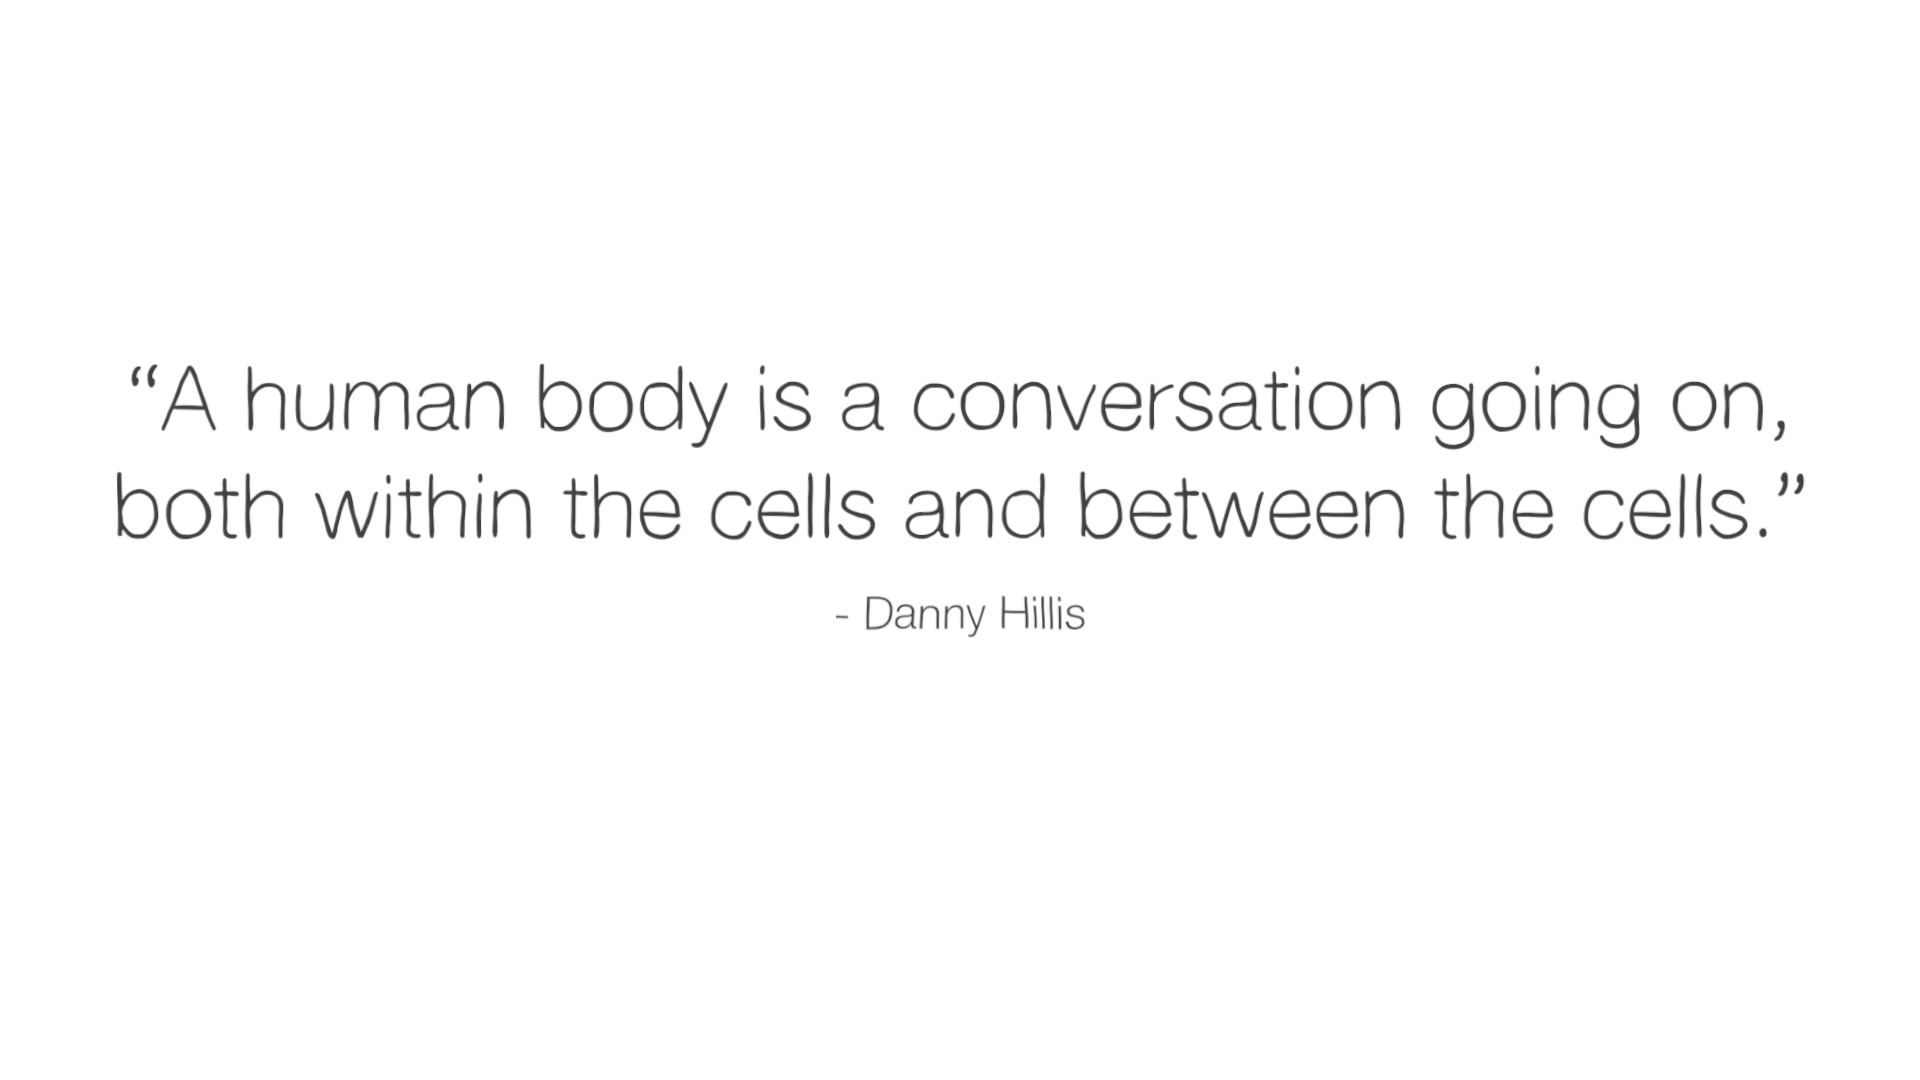 “A human body is a conversation going on,
both within the cells and between the cells.”
- Danny Hillis